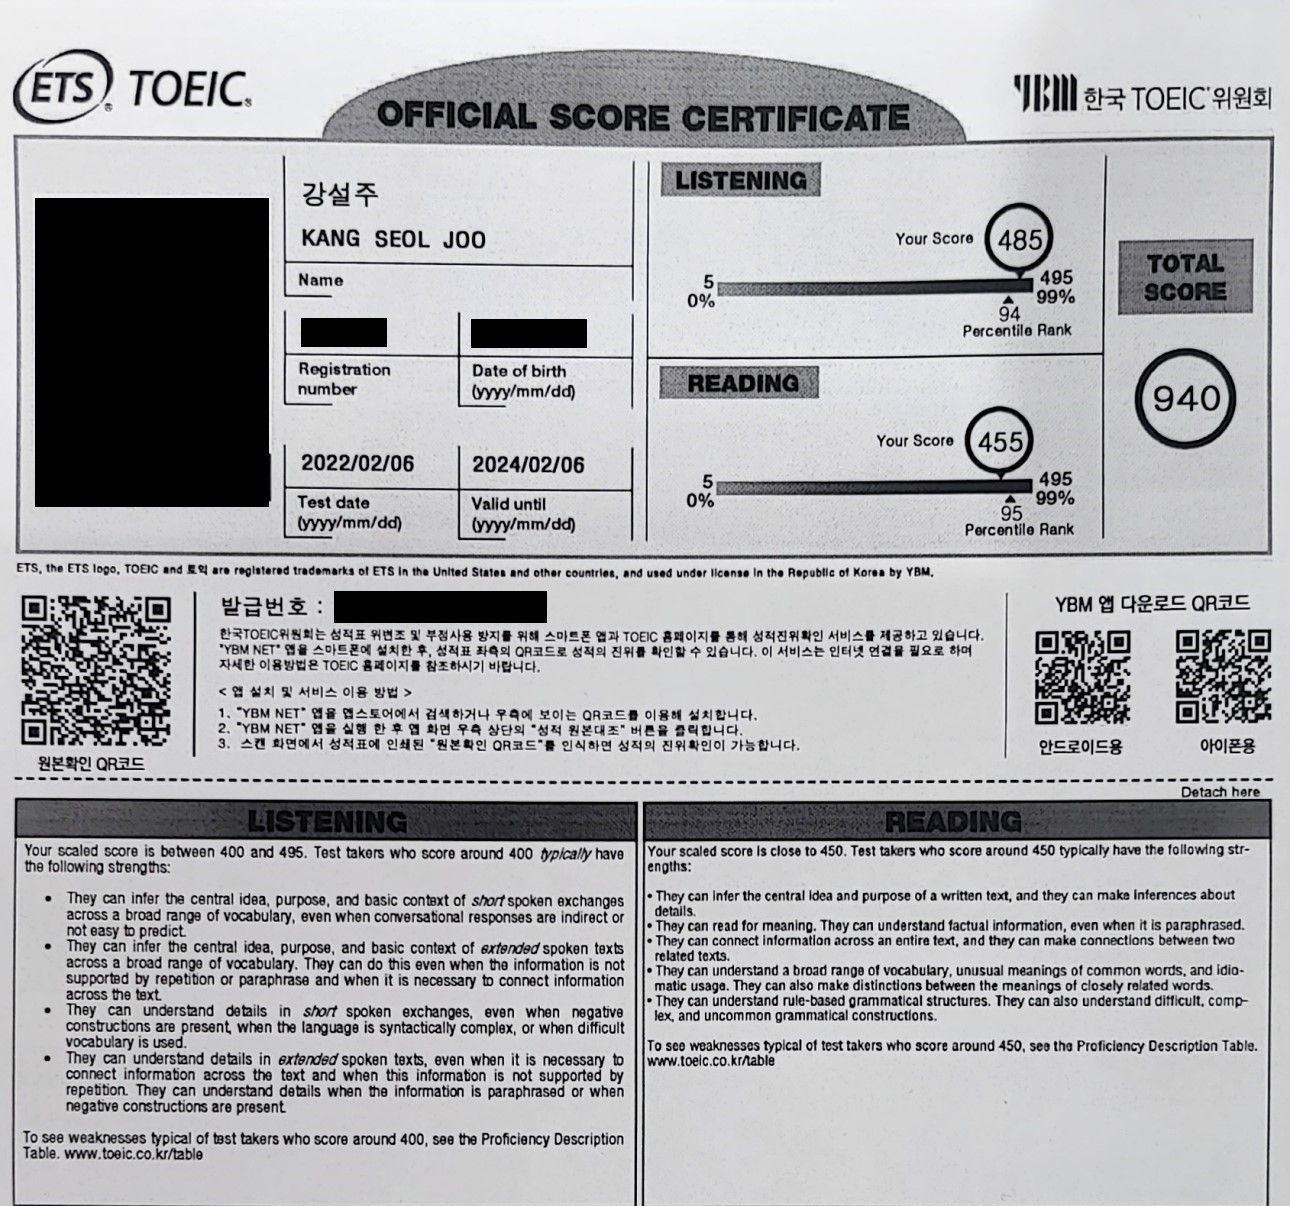 ETS® TOEIC®
OFFICIAL SCORE CERTIFICATE
YBM 한국 TOEIC® 위원회
강설주
KANG SEOL JOO
Name
Registration
number
Date of birth
(yyyy/mm/dd)
2022/02/06
2024/02/06
Test date
(yyyy/mm/dd)
Valid until
(yyyy/mm/dd)
LISTENING
Your Score 485
5 495
0% 99%
94
Percentile Rank
READING
Your Score 455
5 495
0% 99%
95
Percentile Rank
TOTAL
SCORE
940
ETS, the ETS logo, TOEIC and 토익 are registered trademarks of ETS in the United States and other countries, and used under license in the Republic of Korea by YBM.
원본확인 QR코드
발급번호 :
한국TOEIC위원회는 성적표 위변조 및 부정사용 방지를 위해 스마트폰 앱과 TOEIC 홈페이지를 통해 성적진위확인 서비스를 제공하고 있습니다.
"YBM NET" 앱을 스마트폰에 설치한 후, 성적표 좌측의 QR코드로 성적의 진위를 확인할 수 있습니다. 이 서비스는 인터넷 연결을 필요로 하며
자세한 이용방법은 TOEIC 홈페이지를 참조하시기 바랍니다.
< 앱 설치 및 서비스 이용 방법 >
1. "YBM NET" 앱을 앱스토어에서 검색하거나 우측에 보이는 QR코드를 이용해 설치합니다.
2. "YBM NET" 앱을 실행 한 후 앱 화면 우측 상단의 "성적 원본대조" 버튼을 클릭합니다.
3. 스캔 화면에서 성적표에 인쇄된 "원본확인 QR코드"를 인식하면 성적의 진위확인이 가능합니다.
YBM 앱 다운로드 QR코드
안드로이드용
아이폰용
Detach here
LISTENING
Your scaled score is between 400 and 495. Test takers who score around 400 typically have
the following strengths:
• They can infer the central idea, purpose, and basic context of short spoken exchanges
across a broad range of vocabulary, even when conversational responses are indirect or
not easy to predict.
• They can infer the central idea, purpose, and basic context of extended spoken texts
across a broad range of vocabulary. They can do this even when the information is not
supported by repetition or paraphrase and when it is necessary to connect information
across the text.
• They can understand details in short spoken exchanges, even when negative
constructions are present, when the language is syntactically complex, or when difficult
vocabulary is used.
• They can understand details in extended spoken texts, even when it is necessary to
connect information across the text and when this information is not supported by
repetition. They can understand details when the information is paraphrased or when
negative constructions are present.
To see weaknesses typical of test takers who score around 400, see the Proficiency Description
Table. www.toeic.co.kr/table
READING
Your scaled score is close to 450. Test takers who score around 450 typically have the following str-
engths:
• They can infer the central idea and purpose of a written text, and they can make inferences about
details.
• They can read for meaning. They can understand factual information, even when it is paraphrased.
• They can connect information across an entire text, and they can make connections between two
related texts.
• They can understand a broad range of vocabulary, unusual meanings of common words, and idio-
matic usage. They can also make distinctions between the meanings of closely related words.
• They can understand rule-based grammatical structures. They can also understand difficult, comp-
lex, and uncommon grammatical constructions.
To see weaknesses typical of test takers who score around 450, see the Proficiency Description Table.
www.toeic.co.kr/table